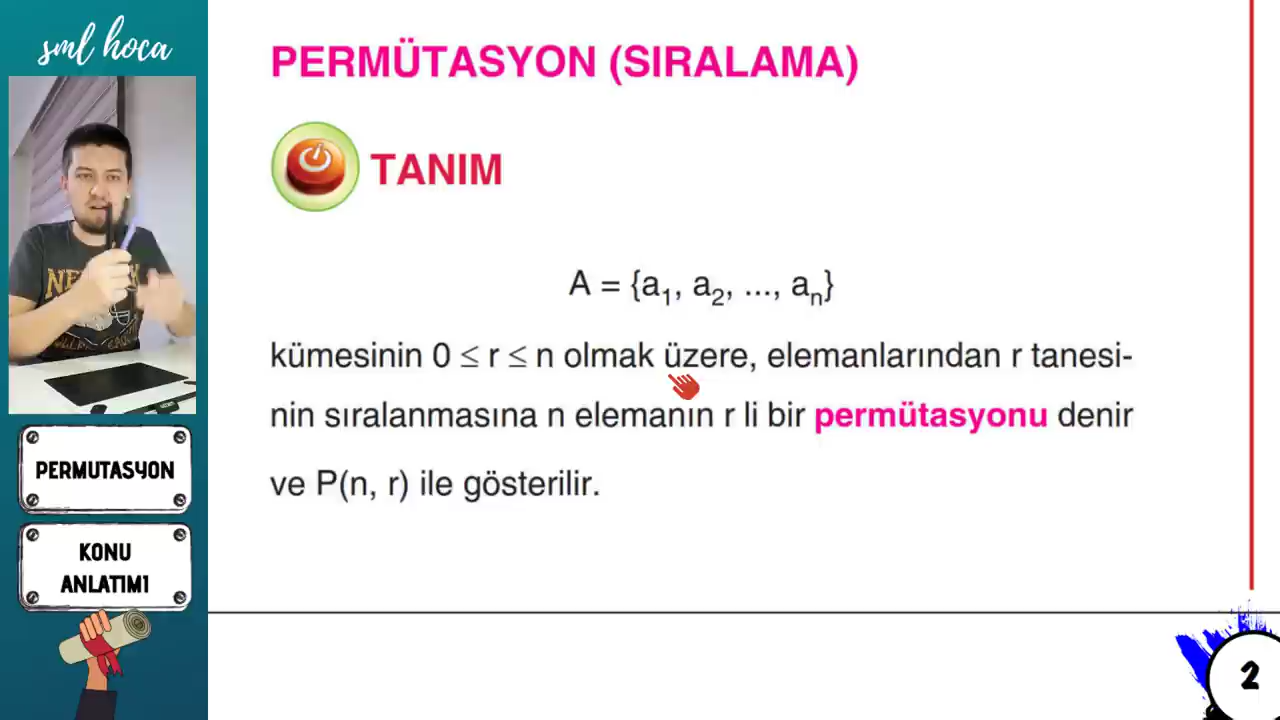 sml hoca
PERMUTASYON
KONU
ANLATIMI
PERMÜTASYON (SIRALAMA)
TANIM
A = {a₁, a₂, ..., aₙ}
kümesinin 0 ≤ r ≤ n olmak üzere, elemanlarından r tanesi-
nin sıralanmasına n elemanın r li bir permütasyonu denir
ve P(n, r) ile gösterilir.
2